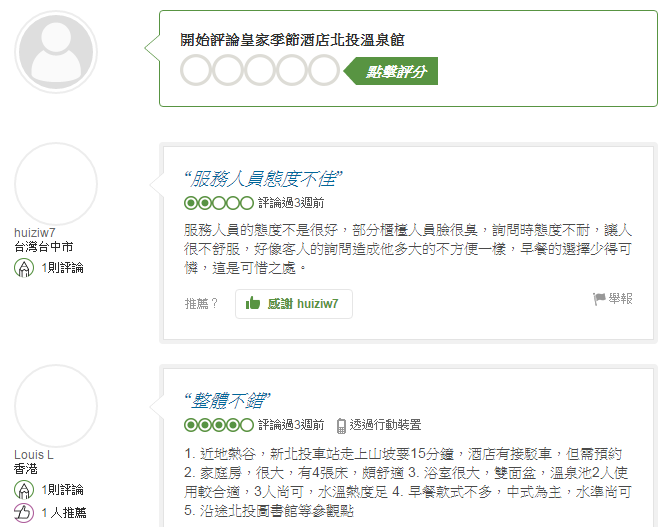 開始評論皇家季節酒店北投溫泉館
點擊評分
“服務人員態度不佳”
評論過3週前
huiziw7
台灣台中市
1則評論
服務人員的態度不是很好，部分櫃檯人員臉很臭，詢問時態度不耐，讓人
很不舒服，好像客人的詢問造成他多大的不方便一樣，早餐的選擇少得可
憐，這是可惜之處。
推薦？
感謝 huiziw7
舉報
“整體不錯”
評論過3週前
透過行動裝置
Louis L
香港
1則評論
1 人推薦
1. 近地熱谷，新北投車站走上山坡要15分鐘，酒店有接駁車，但需預約
2. 家庭房，很大，有4張床，頗舒適 3. 浴室很大，雙面盆，溫泉池2人使
用較合適，3人尚可，水溫熱度足 4. 早餐款式不多，中式為主，水準尚可
5. 沿途北投圖書館等參觀點